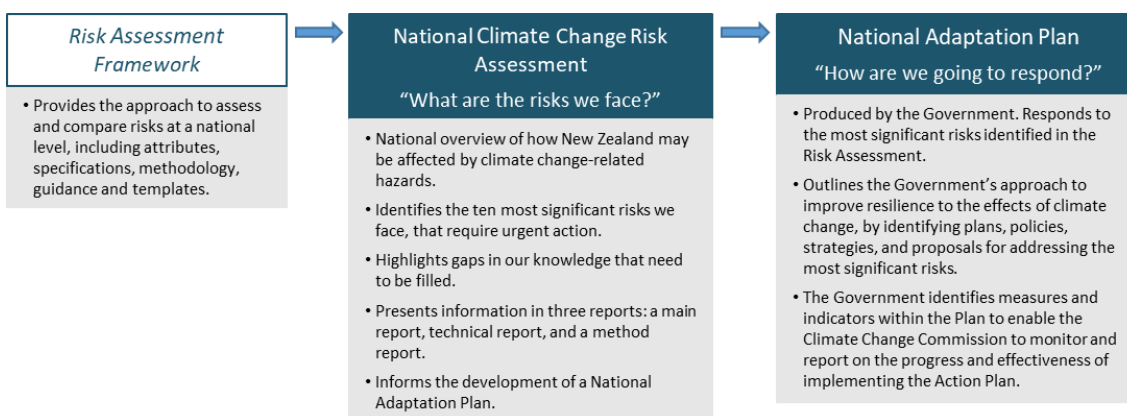 Risk Assessment
Framework
• Provides the approach to assess
and compare risks at a national
level, including attributes,
specifications, methodology,
guidance and templates.
National Climate Change Risk
Assessment
“What are the risks we face?”
• National overview of how New Zealand may
be affected by climate change-related
hazards.
• Identifies the ten most significant risks we
face, that require urgent action.
• Highlights gaps in our knowledge that need
to be filled.
• Presents information in three reports: a main
report, technical report, and a method
report.
• Informs the development of a National
Adaptation Plan.
National Adaptation Plan
“How are we going to respond?”
• Produced by the Government. Responds to
the most significant risks identified in the
Risk Assessment.
• Outlines the Government’s approach to
improve resilience to the effects of climate
change, by identifying plans, policies,
strategies, and proposals for addressing the
most significant risks.
• The Government identifies measures and
indicators within the Plan to enable the
Climate Change Commission to monitor and
report on the progress and effectiveness of
implementing the Action Plan.